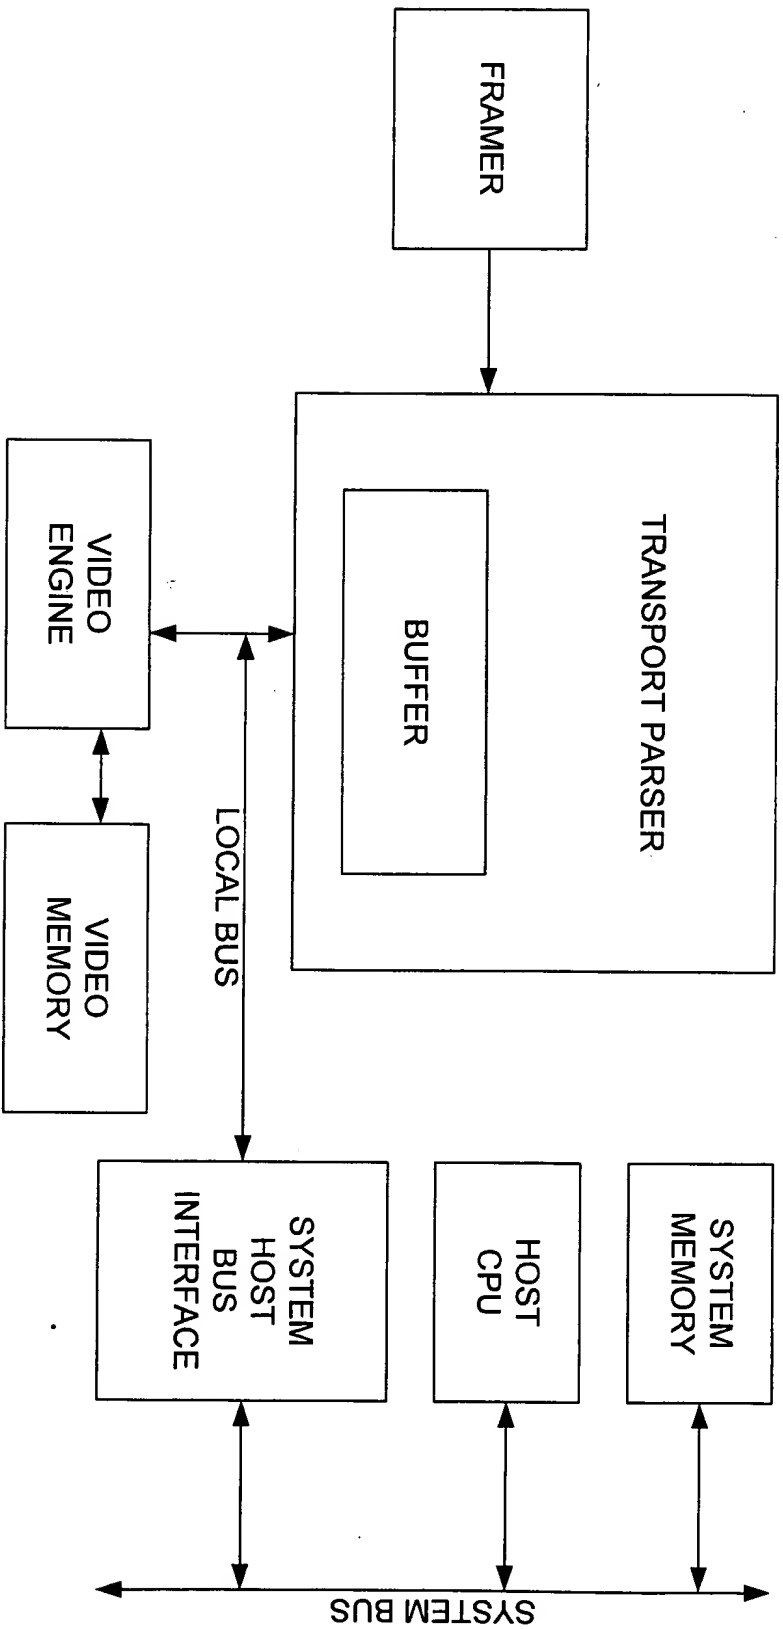 FRAMER
TRANSPORT PARSER
BUFFER
SYSTEM
MEMORY
HOST
CPU
SYSTEM
HOST
BUS
INTERFACE
SYSTEM BUS
LOCAL BUS
VIDEO
ENGINE
VIDEO
MEMORY